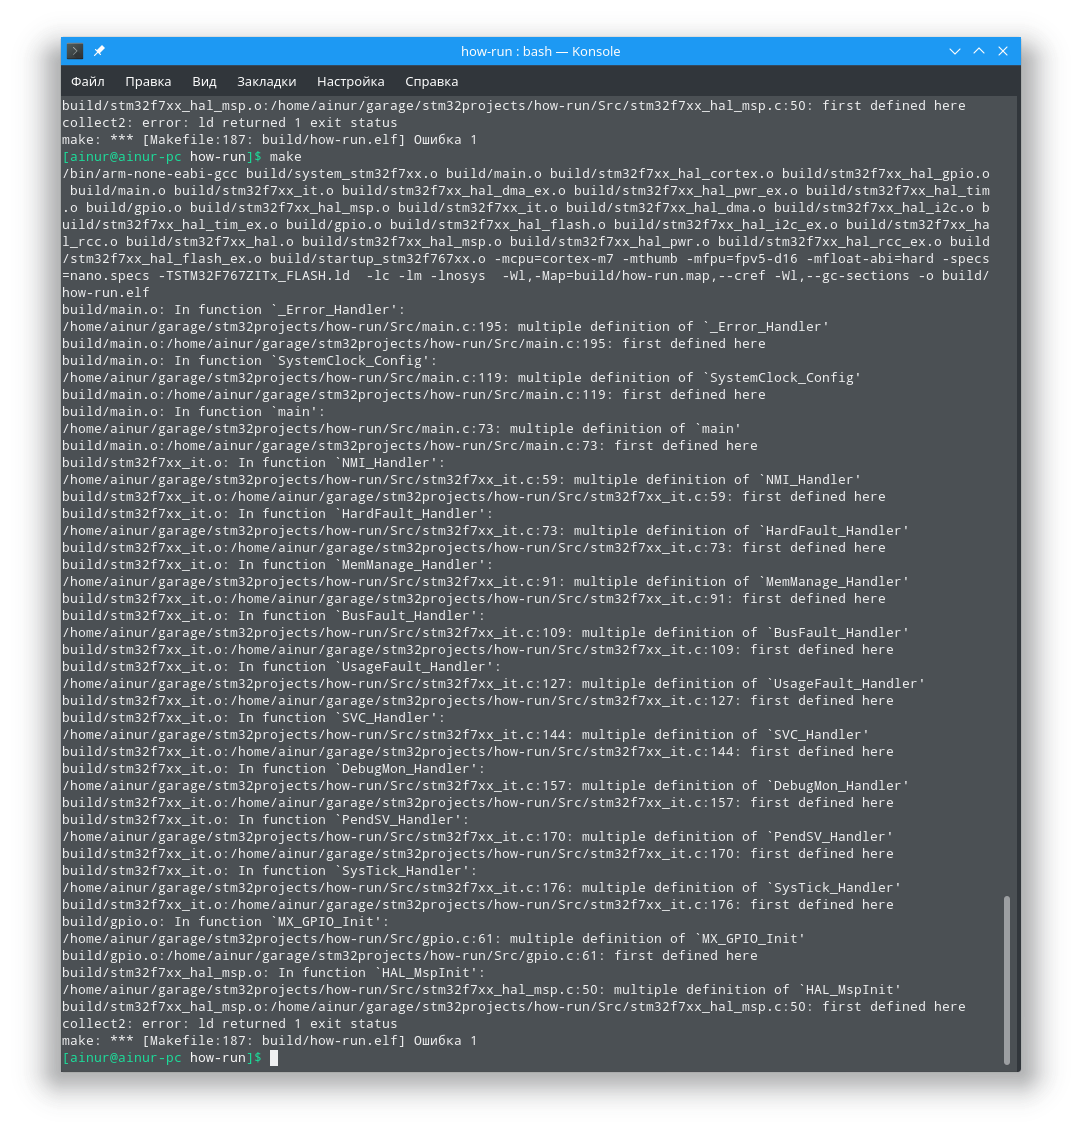 how-run : bash — Konsole
Файл Правка Вид Закладки Настройка Справка
build/stm32f7xx_hal_msp.o:/home/ainur/garage/stm32projects/how-run/Src/stm32f7xx_hal_msp.c:50: first defined here
collect2: error: ld returned 1 exit status
make: *** [Makefile:187: build/how-run.elf] Ошибка 1
[ainur@ainur-pc how-run]$ make
/bin/arm-none-eabi-gcc build/system_stm32f7xx.o build/main.o build/stm32f7xx_hal_cortex.o build/stm32f7xx_hal_gpio.o
 build/main.o build/stm32f7xx_it.o build/stm32f7xx_hal_dma_ex.o build/stm32f7xx_hal_pwr_ex.o build/stm32f7xx_hal_tim
.o build/gpio.o build/stm32f7xx_hal_msp.o build/stm32f7xx_it.o build/stm32f7xx_hal_dma.o build/stm32f7xx_hal_i2c.o b
uild/stm32f7xx_hal_tim_ex.o build/gpio.o build/stm32f7xx_hal_flash.o build/stm32f7xx_hal_i2c_ex.o build/stm32f7xx_ha
l_rcc.o build/stm32f7xx_hal.o build/stm32f7xx_hal_msp.o build/stm32f7xx_hal_pwr.o build/stm32f7xx_hal_rcc_ex.o build
/stm32f7xx_hal_flash_ex.o build/startup_stm32f767xx.o -mcpu=cortex-m7 -mthumb -mfpu=fpv5-d16 -mfloat-abi=hard -specs
=nano.specs -TSTM32F767ZITx_FLASH.ld  -lc -lm -lnosys  -Wl,-Map=build/how-run.map,--cref -Wl,--gc-sections -o build/
how-run.elf
build/main.o: In function `_Error_Handler':
/home/ainur/garage/stm32projects/how-run/Src/main.c:195: multiple definition of `_Error_Handler'
build/main.o:/home/ainur/garage/stm32projects/how-run/Src/main.c:195: first defined here
build/main.o: In function `SystemClock_Config':
/home/ainur/garage/stm32projects/how-run/Src/main.c:119: multiple definition of `SystemClock_Config'
build/main.o:/home/ainur/garage/stm32projects/how-run/Src/main.c:119: first defined here
build/main.o: In function `main':
/home/ainur/garage/stm32projects/how-run/Src/main.c:73: multiple definition of `main'
build/main.o:/home/ainur/garage/stm32projects/how-run/Src/main.c:73: first defined here
build/stm32f7xx_it.o: In function `NMI_Handler':
/home/ainur/garage/stm32projects/how-run/Src/stm32f7xx_it.c:59: multiple definition of `NMI_Handler'
build/stm32f7xx_it.o:/home/ainur/garage/stm32projects/how-run/Src/stm32f7xx_it.c:59: first defined here
build/stm32f7xx_it.o: In function `HardFault_Handler':
/home/ainur/garage/stm32projects/how-run/Src/stm32f7xx_it.c:73: multiple definition of `HardFault_Handler'
build/stm32f7xx_it.o:/home/ainur/garage/stm32projects/how-run/Src/stm32f7xx_it.c:73: first defined here
build/stm32f7xx_it.o: In function `MemManage_Handler':
/home/ainur/garage/stm32projects/how-run/Src/stm32f7xx_it.c:91: multiple definition of `MemManage_Handler'
build/stm32f7xx_it.o:/home/ainur/garage/stm32projects/how-run/Src/stm32f7xx_it.c:91: first defined here
build/stm32f7xx_it.o: In function `BusFault_Handler':
/home/ainur/garage/stm32projects/how-run/Src/stm32f7xx_it.c:109: multiple definition of `BusFault_Handler'
build/stm32f7xx_it.o:/home/ainur/garage/stm32projects/how-run/Src/stm32f7xx_it.c:109: first defined here
build/stm32f7xx_it.o: In function `UsageFault_Handler':
/home/ainur/garage/stm32projects/how-run/Src/stm32f7xx_it.c:127: multiple definition of `UsageFault_Handler'
build/stm32f7xx_it.o:/home/ainur/garage/stm32projects/how-run/Src/stm32f7xx_it.c:127: first defined here
build/stm32f7xx_it.o: In function `SVC_Handler':
/home/ainur/garage/stm32projects/how-run/Src/stm32f7xx_it.c:144: multiple definition of `SVC_Handler'
build/stm32f7xx_it.o:/home/ainur/garage/stm32projects/how-run/Src/stm32f7xx_it.c:144: first defined here
build/stm32f7xx_it.o: In function `DebugMon_Handler':
/home/ainur/garage/stm32projects/how-run/Src/stm32f7xx_it.c:157: multiple definition of `DebugMon_Handler'
build/stm32f7xx_it.o:/home/ainur/garage/stm32projects/how-run/Src/stm32f7xx_it.c:157: first defined here
build/stm32f7xx_it.o: In function `PendSV_Handler':
/home/ainur/garage/stm32projects/how-run/Src/stm32f7xx_it.c:170: multiple definition of `PendSV_Handler'
build/stm32f7xx_it.o:/home/ainur/garage/stm32projects/how-run/Src/stm32f7xx_it.c:170: first defined here
build/stm32f7xx_it.o: In function `SysTick_Handler':
/home/ainur/garage/stm32projects/how-run/Src/stm32f7xx_it.c:176: multiple definition of `SysTick_Handler'
build/stm32f7xx_it.o:/home/ainur/garage/stm32projects/how-run/Src/stm32f7xx_it.c:176: first defined here
build/gpio.o: In function `MX_GPIO_Init':
/home/ainur/garage/stm32projects/how-run/Src/gpio.c:61: multiple definition of `MX_GPIO_Init'
build/gpio.o:/home/ainur/garage/stm32projects/how-run/Src/gpio.c:61: first defined here
build/stm32f7xx_hal_msp.o: In function `HAL_MspInit':
/home/ainur/garage/stm32projects/how-run/Src/stm32f7xx_hal_msp.c:50: multiple definition of `HAL_MspInit'
build/stm32f7xx_hal_msp.o:/home/ainur/garage/stm32projects/how-run/Src/stm32f7xx_hal_msp.c:50: first defined here
collect2: error: ld returned 1 exit status
make: *** [Makefile:187: build/how-run.elf] Ошибка 1
[ainur@ainur-pc how-run]$